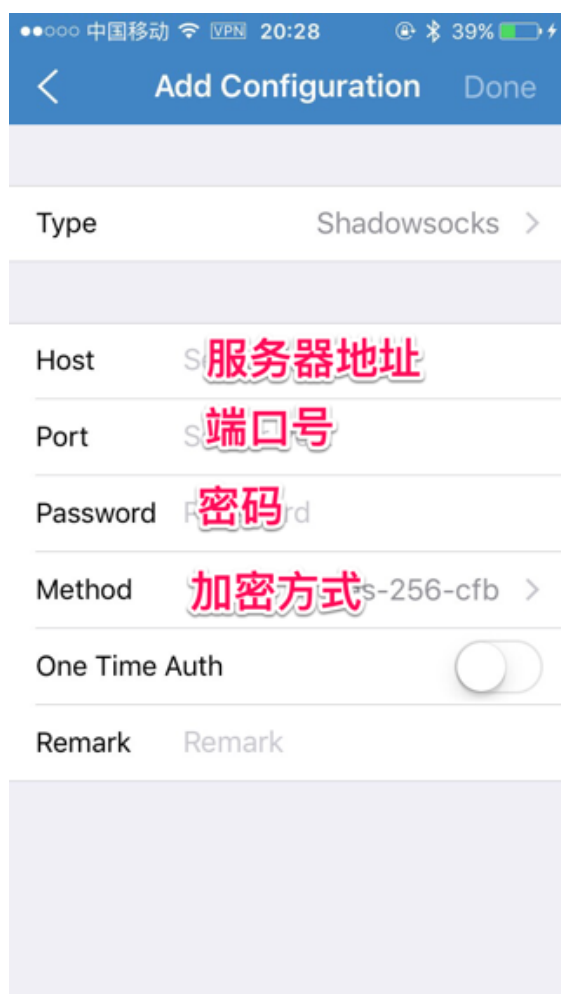 中国移动 VPN 20:28 39%
Add Configuration Done
Type Shadowsocks
Host 服务器地址
Port 端口号
Password 密码
Method 加密方式 s-256-cfb
One Time Auth
Remark Remark